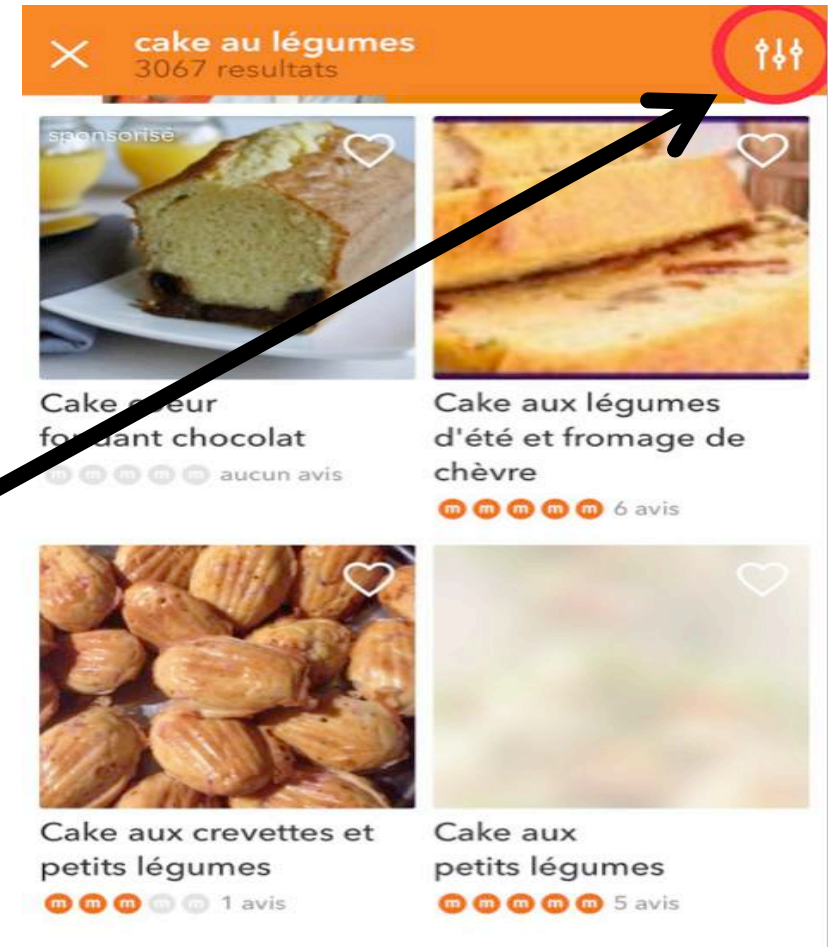 cake au légumes
3067 resultats
sponsorisé
Cake coeur
fondant chocolat
m m m m m aucun avis
Cake aux légumes
d'été et fromage de
chèvre
m m m m m 6 avis
Cake aux crevettes et
petits légumes
m m m m m 1 avis
Cake aux
petits légumes
m m m m m 5 avis